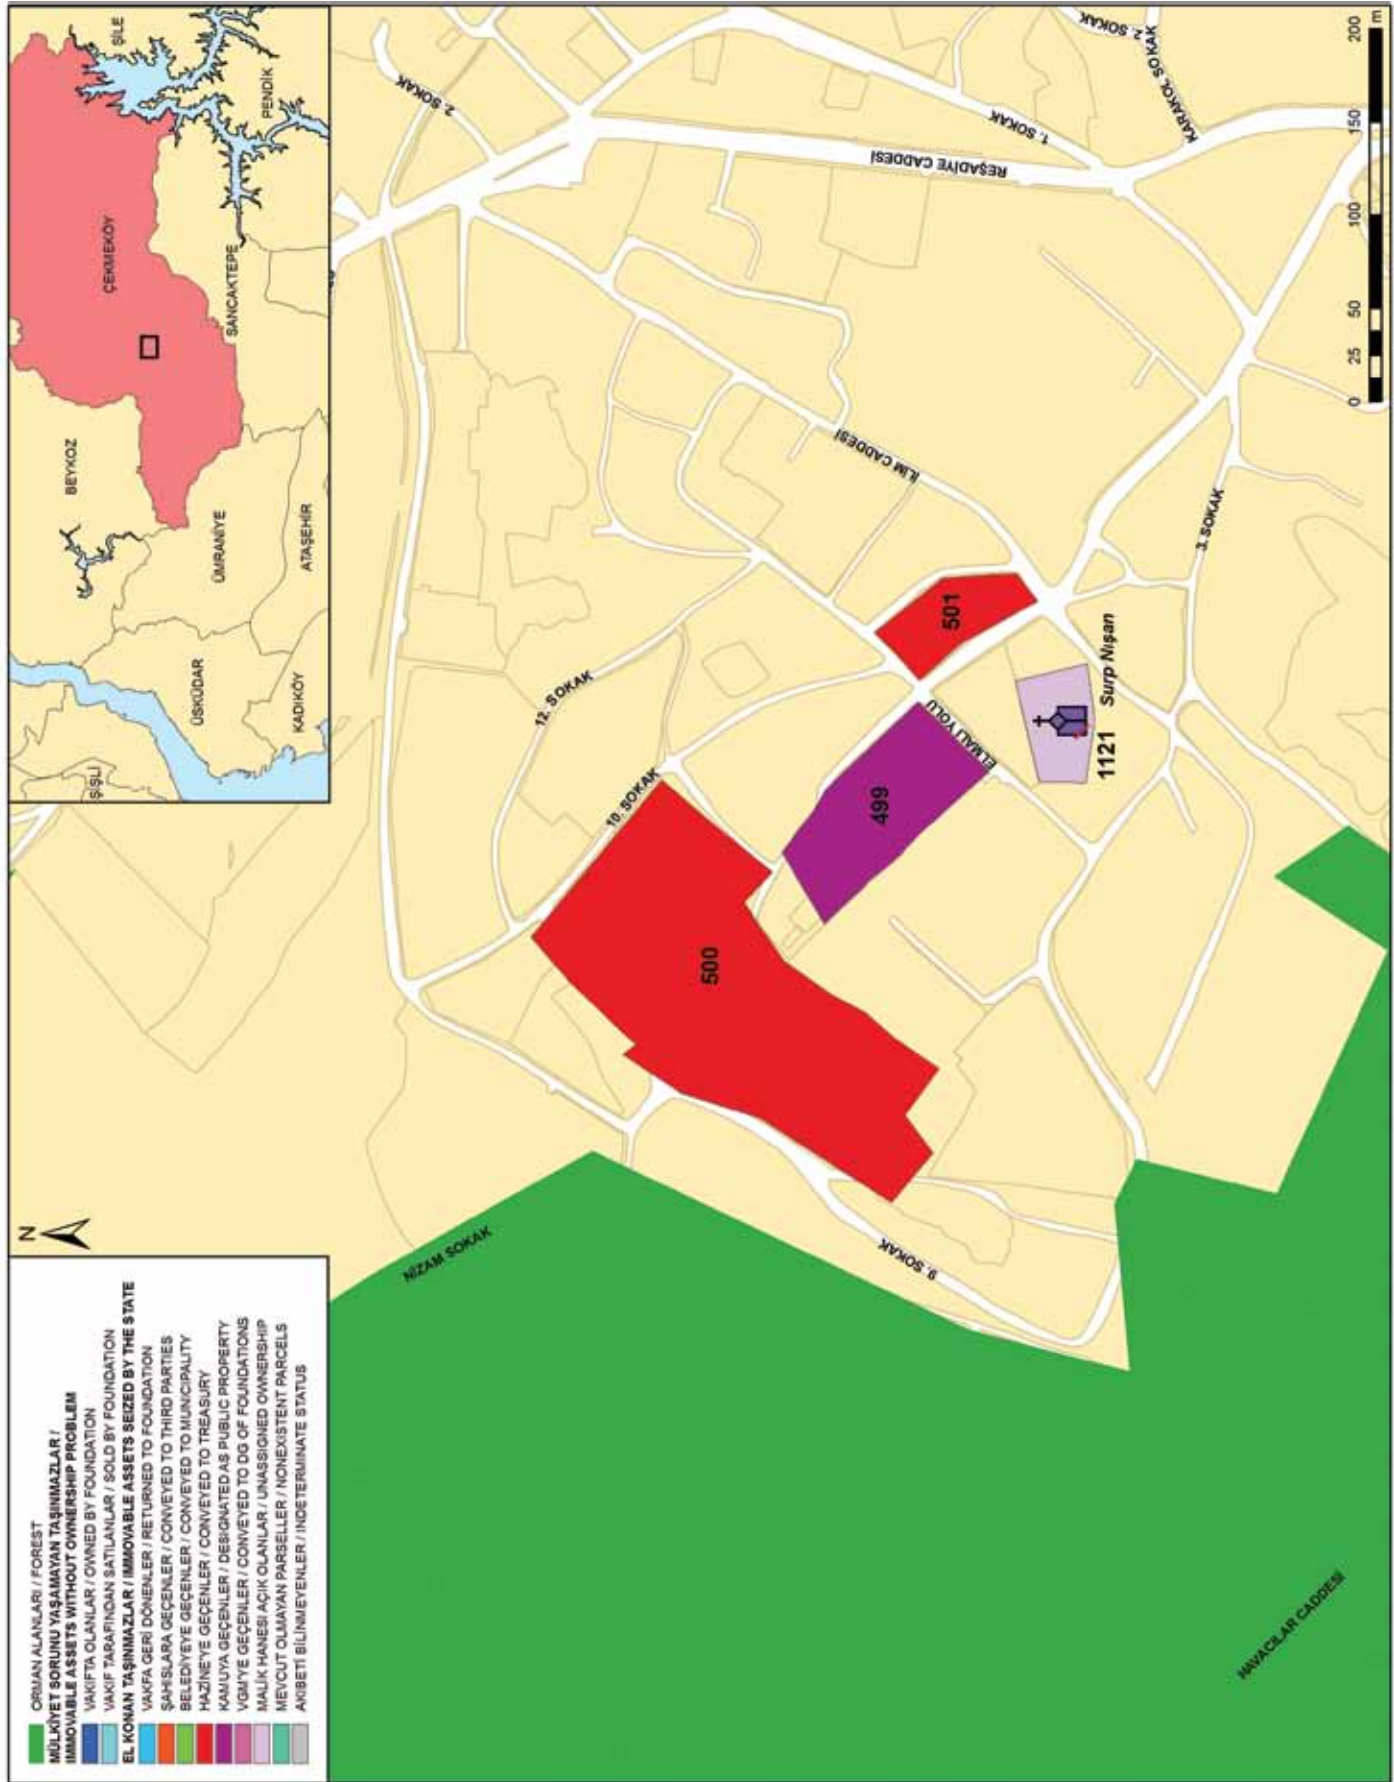 N
ORMAN ALANLARI / FOREST
MÜLKİYET SORUNU YAŞAMAYAN TAŞINMAZLAR /
IMMOVABLE ASSETS WITHOUT OWNERSHIP PROBLEM
VAKIFTA OLANLAR / OWNED BY FOUNDATION
VAKIF TARAFINDAN SATILANLAR / SOLD BY FOUNDATION
EL KONAN TAŞINMAZLAR / IMMOVABLE ASSETS SEIZED BY THE STATE
VAKFA GERİ DÖNENLER / RETURNED TO FOUNDATION
ŞAHISLARA GEÇENLER / CONVEYED TO THIRD PARTIES
BELEDİYEYE GEÇENLER / CONVEYED TO MUNICIPALITY
HAZİNE'YE GEÇENLER / CONVEYED TO TREASURY
KAMUYA GEÇENLER / DESIGNATED AS PUBLIC PROPERTY
VGM'YE GEÇENLER / CONVEYED TO DG OF FOUNDATIONS
MALİK HANESİ AÇIK OLANLAR / UNASSIGNED OWNERSHIP
MEVCUT OLMAYAN PARSELLER / NONEXISTENT PARCELS
AKIBETİ BİLİNMEYENLER / INDETERMINATE STATUS
ŞİŞLİ
BEYKOZ
ÇEKMEKÖY
ŞİLE
ÜSKÜDAR
ÜMRANİYE
SANCAKTEPE
PENDİK
KADIKÖY
ATAŞEHİR
NİZAM SOKAK
2. SOKAK
12. SOKAK
10. SOKAK
REŞADİYE CADDESİ
1. SOKAK
2. SOKAK
KARAKOL SOKAK
İLİM CADDESİ
500
499
501
ELMALI YOLU
9. SOKAK
1121
Surp Nişan
3. SOKAK
HAVACILAR CADDESİ
0 25 50 100 150 200
m